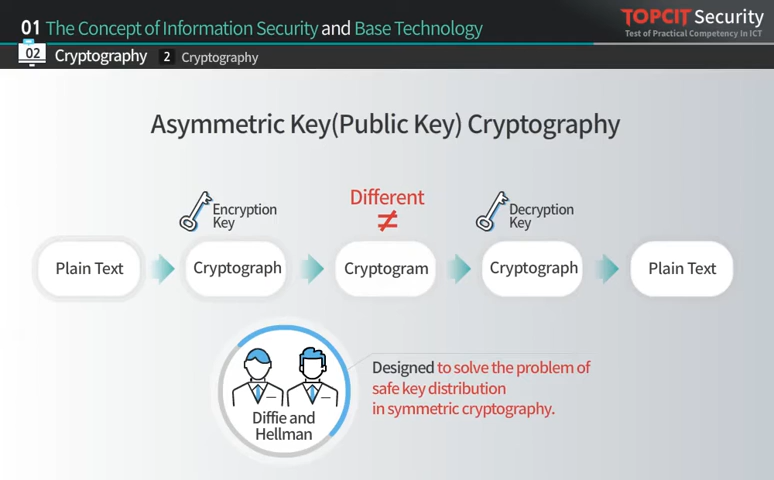 01 The Concept of Information Security and Base Technology
TOPCIT Security
Test of Practical Competency In ICT
02 Cryptography 2 Cryptography
Asymmetric Key(Public Key) Cryptography
Encryption
Key
Different
≠
Decryption
Key
Plain Text
Cryptograph
Cryptogram
Cryptograph
Plain Text
Diffie and
Hellman
Designed to solve the problem of
safe key distribution
in symmetric cryptography.